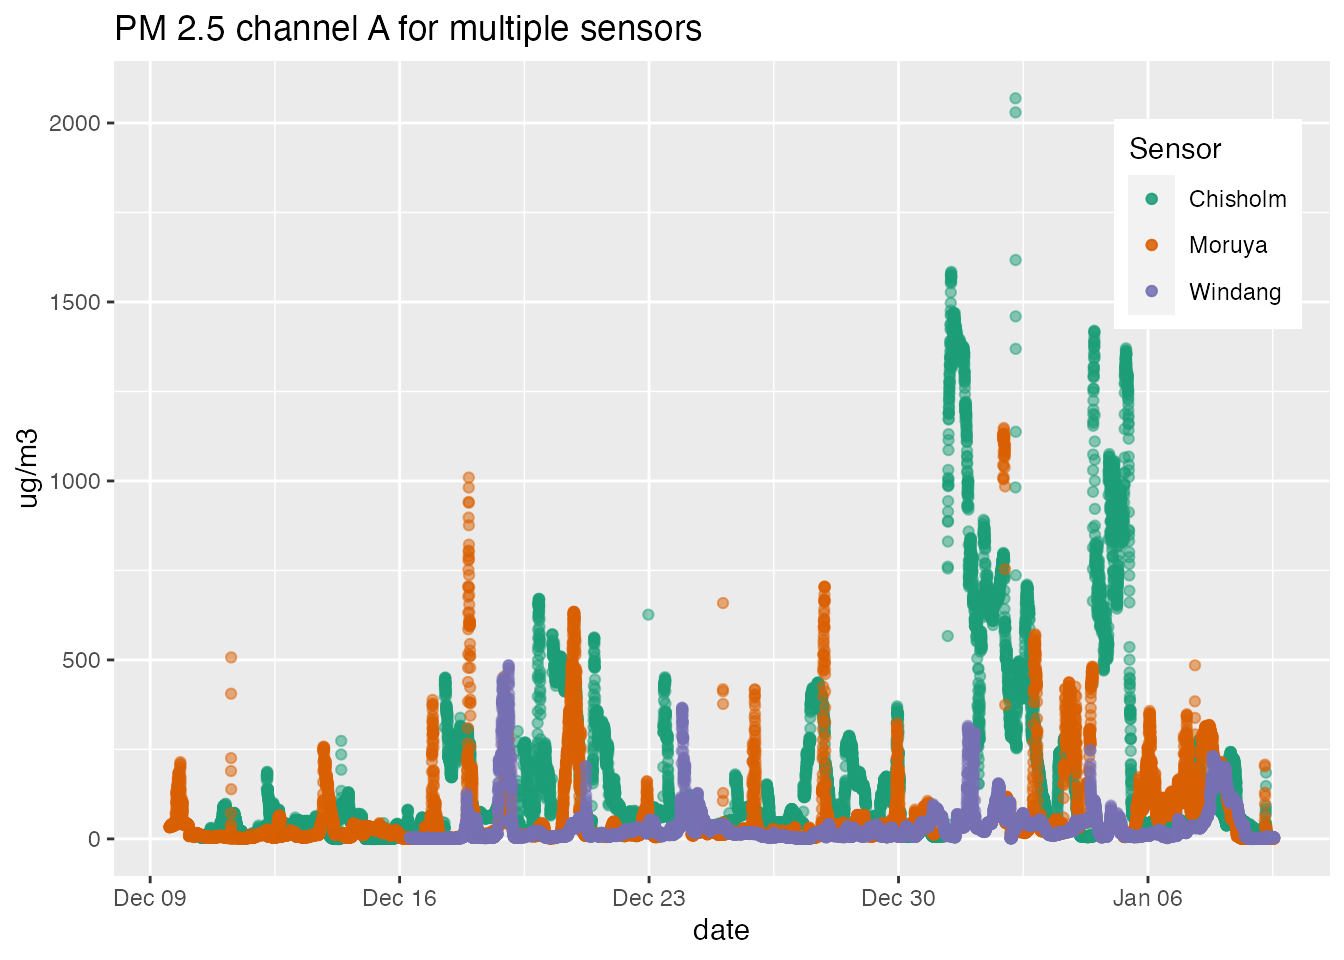 PM 2.5 channel A for multiple sensors
2000
1500
1000
500
0
ug/m3
Sensor
Chisholm
Moruya
Windang
Dec 09 Dec 16 Dec 23 Dec 30 Jan 06
date